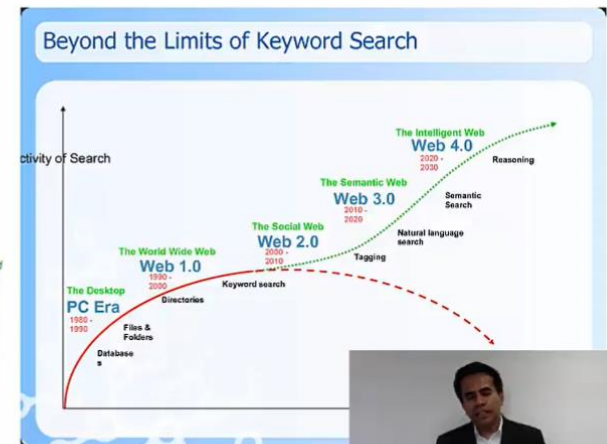 Beyond the Limits of Keyword Search
ctivity of Search
The Intelligent Web
Web 4.0
2020 -
2030
Reasoning
The Semantic Web
Web 3.0
2010 -
2020
Semantic
Search
Natural language
search
The Social Web
Web 2.0
2000 -
2010
Tagging
The World Wide Web
Web 1.0
1990 -
2000
Keyword search
Directories
The Desktop
PC Era
1980 -
1990
Files &
Folders
Database
s